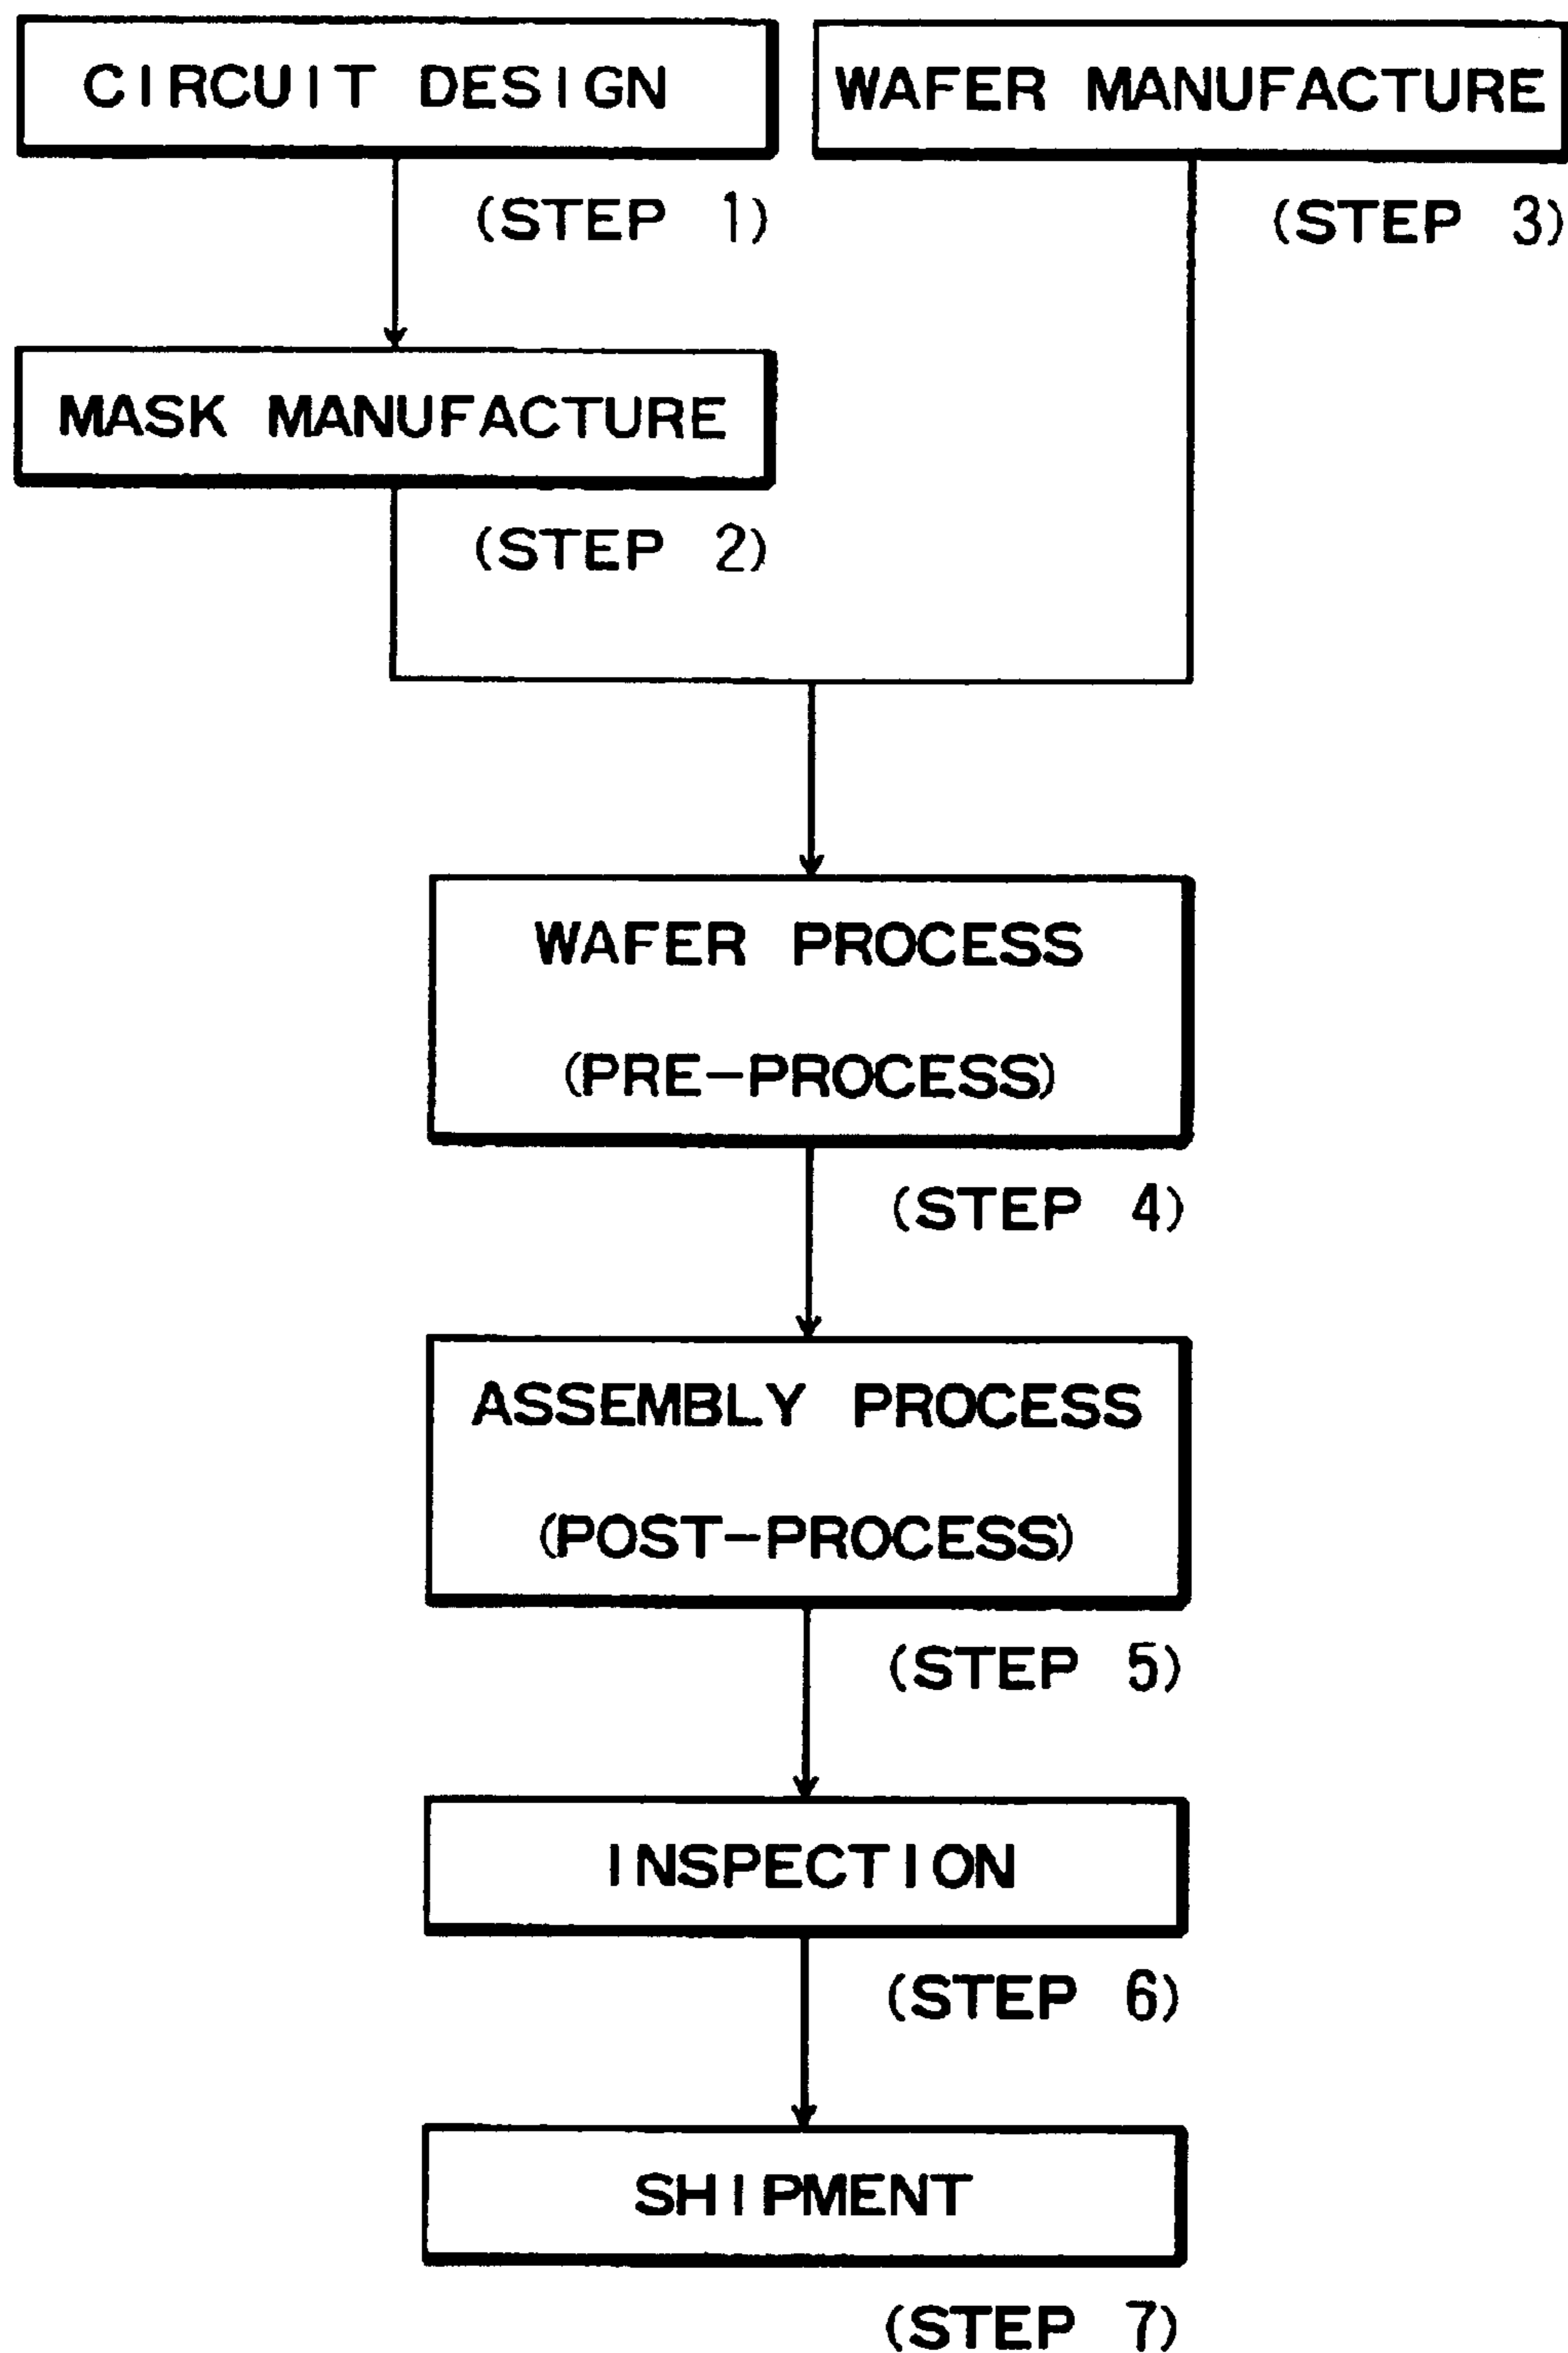 CIRCUIT DESIGN
(STEP 1)
WAFER MANUFACTURE
(STEP 3)
MASK MANUFACTURE
(STEP 2)
WAFER PROCESS
(PRE-PROCESS)
(STEP 4)
ASSEMBLY PROCESS
(POST-PROCESS)
(STEP 5)
INSPECTION
(STEP 6)
SHIPMENT
(STEP 7)